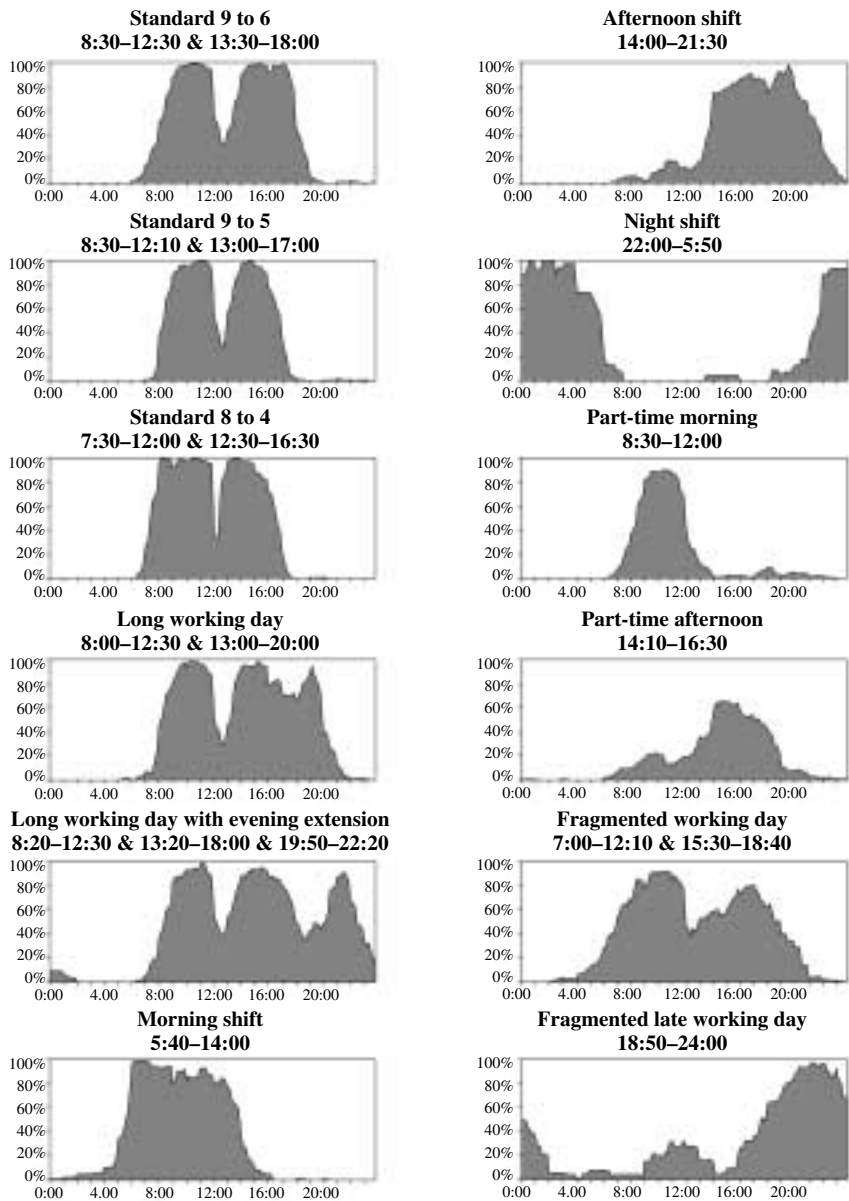 Standard 9 to 6
8:30–12:30 & 13:30–18:00
100%
80%
60%
40%
20%
0%
0:00 4.00 8:00 12:00 16:00 20:00
Afternoon shift
14:00–21:30
100%
80%
60%
40%
20%
0%
0:00 4.00 8:00 12:00 16:00 20:00
Standard 9 to 5
8:30–12:10 & 13:00–17:00
100%
80%
60%
40%
20%
0%
0:00 4.00 8:00 12:00 16:00 20:00
Night shift
22:00–5:50
100%
80%
60%
40%
20%
0%
0:00 4.00 8:00 12:00 16:00 20:00
Standard 8 to 4
7:30–12:00 & 12:30–16:30
100%
80%
60%
40%
20%
0%
0:00 4.00 8:00 12:00 16:00 20:00
Part-time morning
8:30–12:00
100%
80%
60%
40%
20%
0%
0:00 4.00 8:00 12:00 16:00 20:00
Long working day
8:00–12:30 & 13:00–20:00
100%
80%
60%
40%
20%
0%
0:00 4.00 8:00 12:00 16:00 20:00
Part-time afternoon
14:10–16:30
100%
80%
60%
40%
20%
0%
0:00 4.00 8:00 12:00 16:00 20:00
Long working day with evening extension
8:20–12:30 & 13:20–18:00 & 19:50–22:20
100%
80%
60%
40%
20%
0%
0:00 4.00 8:00 12:00 16:00 20:00
Fragmented working day
7:00–12:10 & 15:30–18:40
100%
80%
60%
40%
20%
0%
0:00 4.00 8:00 12:00 16:00 20:00
Morning shift
5:40–14:00
100%
80%
60%
40%
20%
0%
0:00 4.00 8:00 12:00 16:00 20:00
Fragmented late working day
18:50–24:00
100%
80%
60%
40%
20%
0%
0:00 4.00 8:00 12:00 16:00 20:00